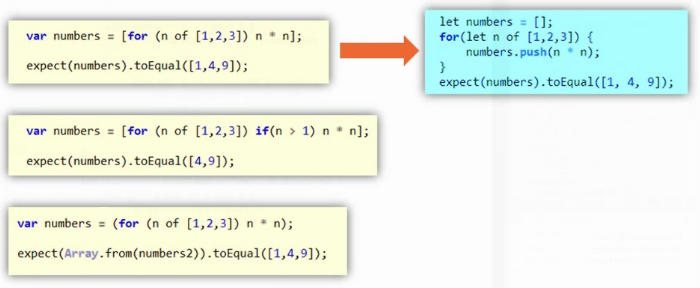 var numbers = [for (n of [1,2,3]) n * n];
expect(numbers).toEqual([1,4,9]);
let numbers = [];
for(let n of [1,2,3]) {
numbers.push(n * n);
}
expect(numbers).toEqual([1, 4, 9]);
var numbers = [for (n of [1,2,3]) if(n > 1) n * n];
expect(numbers).toEqual([4,9]);
var numbers = (for (n of [1,2,3]) n * n);
expect(Array.from(numbers2)).toEqual([1,4,9]);